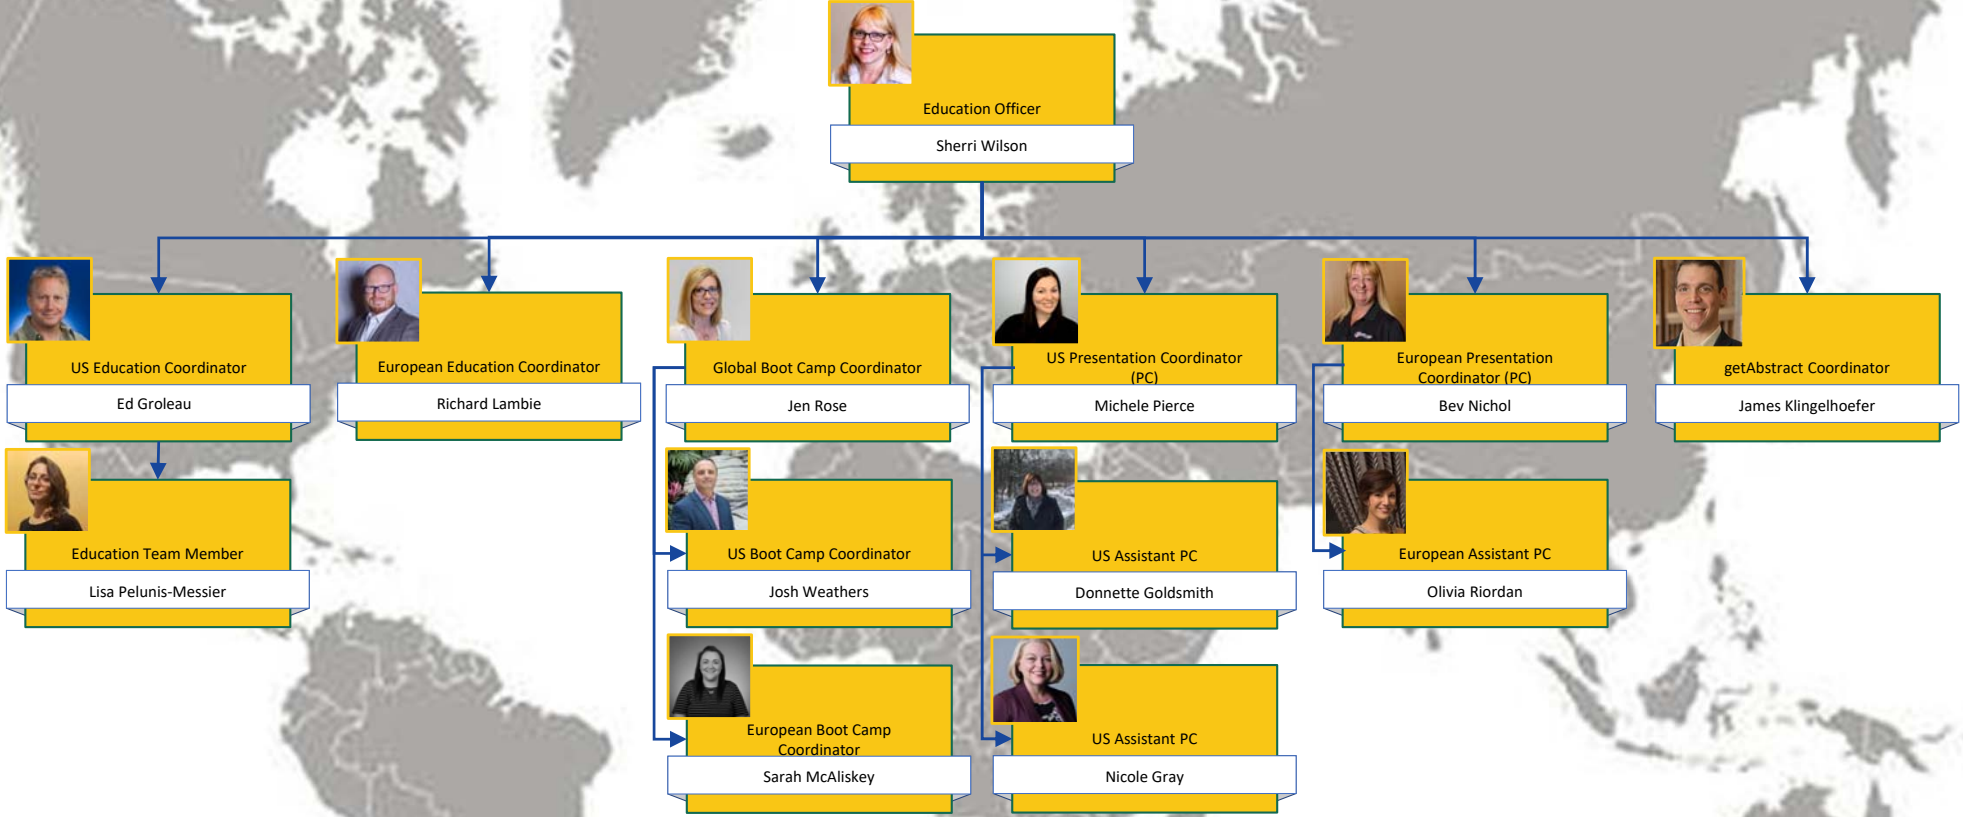 Education Officer
Sherri Wilson
US Education Coordinator
Ed Groleau
European Education Coordinator
Richard Lambie
Global Boot Camp Coordinator
Jen Rose
US Presentation Coordinator
(PC)
Michele Pierce
European Presentation
Coordinator (PC)
Bev Nichol
getAbstract Coordinator
James Klingelhoefer
Education Team Member
Lisa Pelunis-Messier
US Boot Camp Coordinator
Josh Weathers
US Assistant PC
Donnette Goldsmith
European Assistant PC
Olivia Riordan
European Boot Camp
Coordinator
Sarah McAliskey
US Assistant PC
Nicole Gray